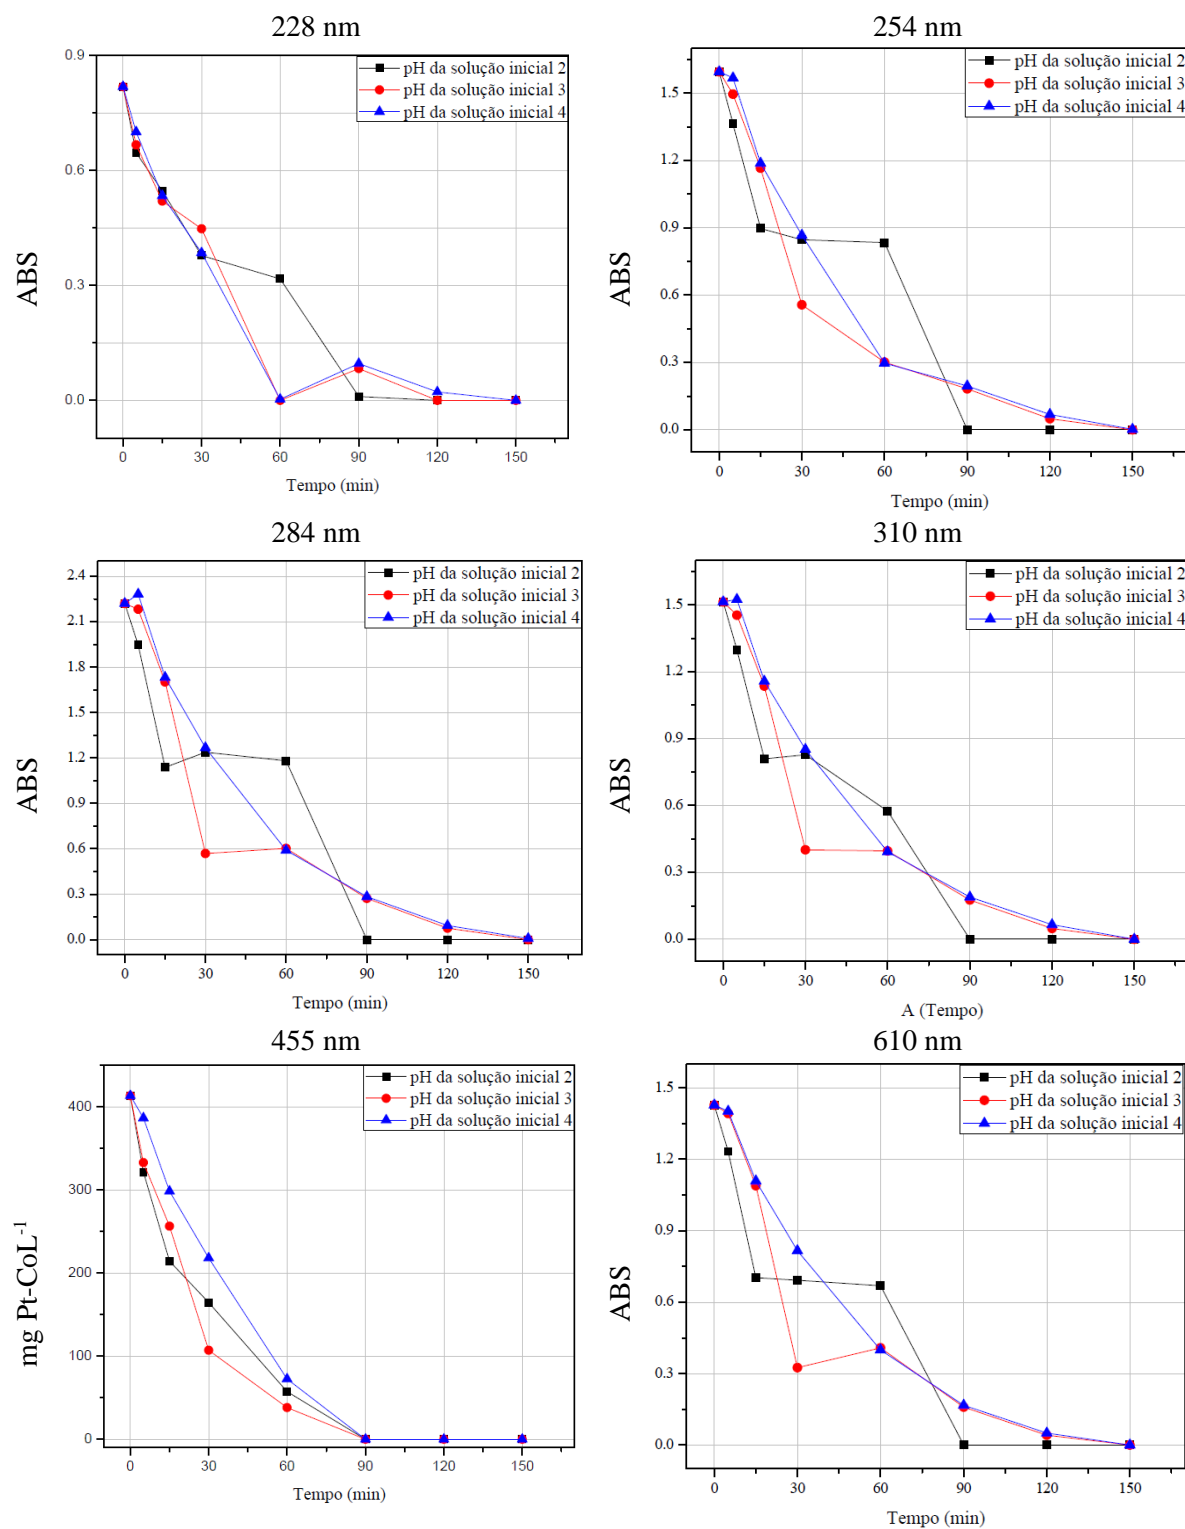 228 nm
0.9
0.6
0.3
0.0
ABS
pH da solução inicial 2
pH da solução inicial 3
pH da solução inicial 4
0 30 60 90 120 150
Tempo (min)
254 nm
1.5
1.2
0.9
0.6
0.3
0.0
ABS
pH da solução inicial 2
pH da solução inicial 3
pH da solução inicial 4
0 30 60 90 120 150
Tempo (min)
284 nm
2.4
2.1
1.8
1.5
1.2
0.9
0.6
0.3
0.0
ABS
pH da solução inicial 2
pH da solução inicial 3
pH da solução inicial 4
0 30 60 90 120 150
Tempo (min)
310 nm
1.5
1.2
0.9
0.6
0.3
0.0
ABS
pH da solução inicial 2
pH da solução inicial 3
pH da solução inicial 4
0 30 60 90 120 150
A (Tempo)
455 nm
400
300
200
100
0
mg Pt-CoL⁻¹
pH da solução inicial 2
pH da solução inicial 3
pH da solução inicial 4
0 30 60 90 120 150
Tempo (min)
610 nm
1.5
1.2
0.9
0.6
0.3
0.0
ABS
pH da solução inicial 2
pH da solução inicial 3
pH da solução inicial 4
0 30 60 90 120 150
Tempo (min)